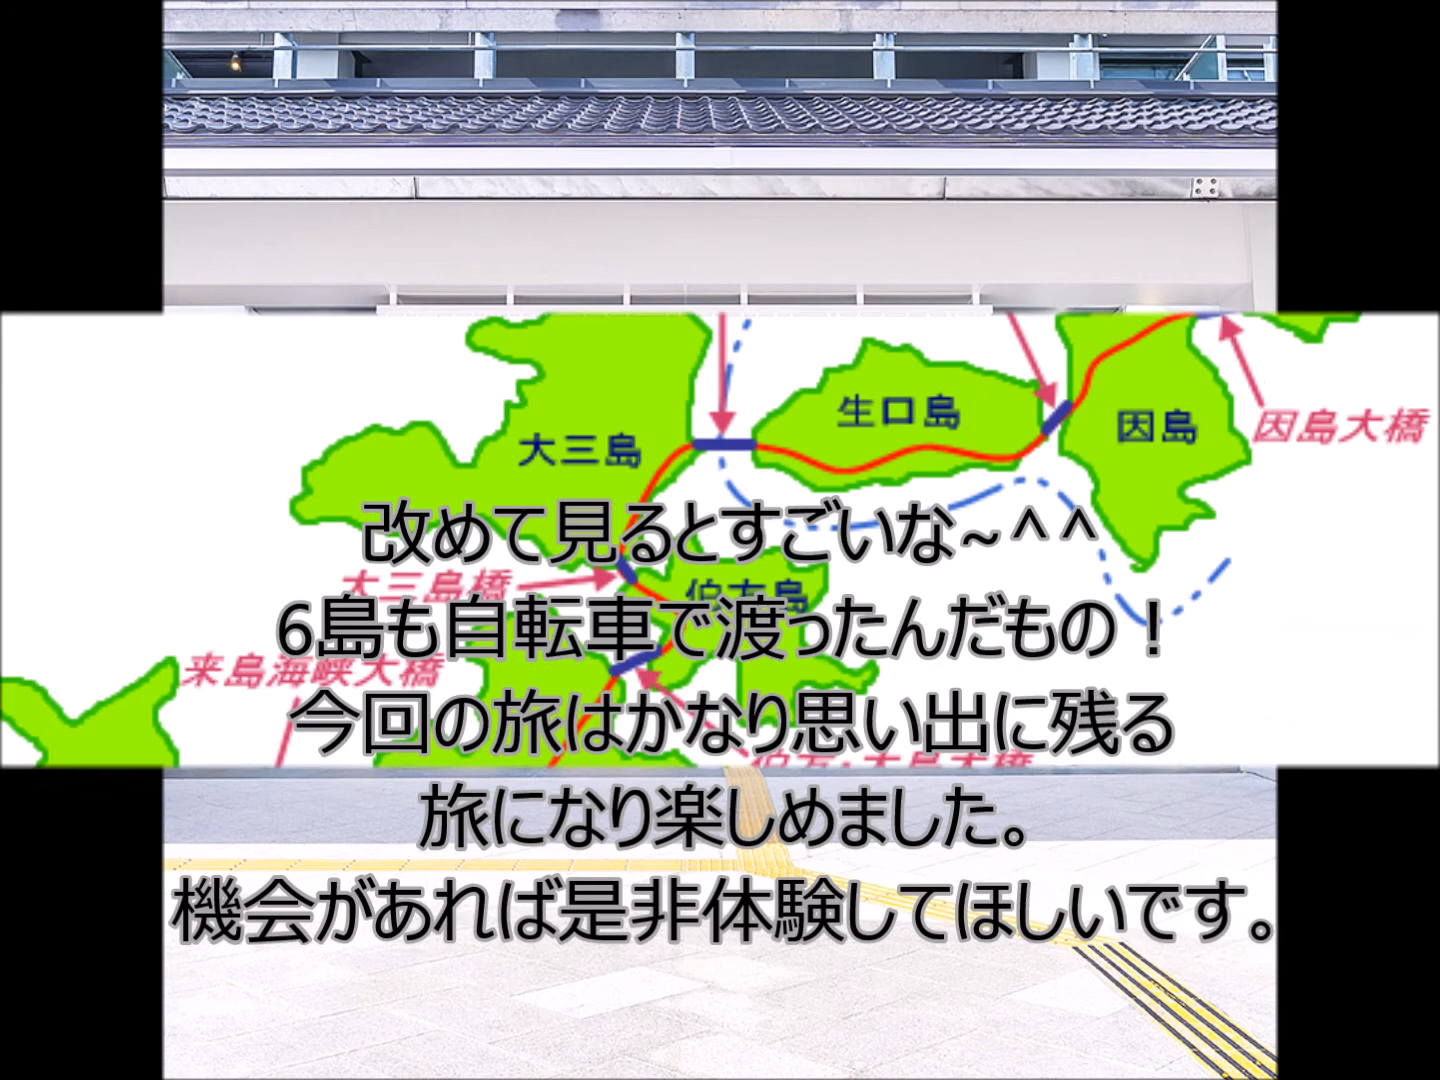 生口島
因島
因島大橋
大三島
改めて見るとすごいな~^^
大三島橋
6島も自転車で渡ったんだもの！
来島海峡大橋
今回の旅はかなり思い出に残る
旅になり楽しめました。
機会があれば是非体験してほしいです。